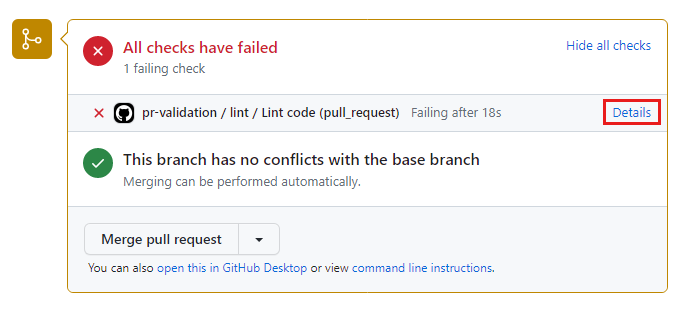 All checks have failed
Hide all checks
1 failing check
pr-validation / lint / Lint code (pull_request) Failing after 18s Details
This branch has no conflicts with the base branch
Merging can be performed automatically.
Merge pull request
You can also open this in GitHub Desktop or view command line instructions.